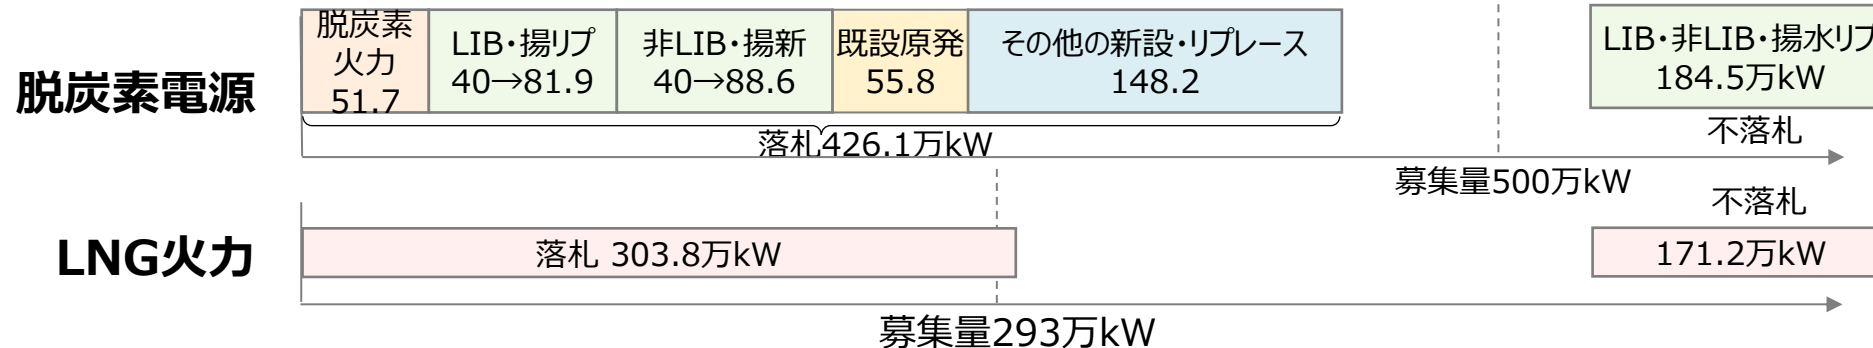 脱炭素電源
脱炭素
火力
51.7
LIB・揚リプ
40→81.9
非LIB・揚新
40→88.6
既設原発
55.8
その他の新設・リプレース
148.2
LIB・非LIB・揚水リプ
184.5万kW
落札426.1万kW
不落札
募集量500万kW
LNG火力
落札 303.8万kW
不落札
171.2万kW
募集量293万kW